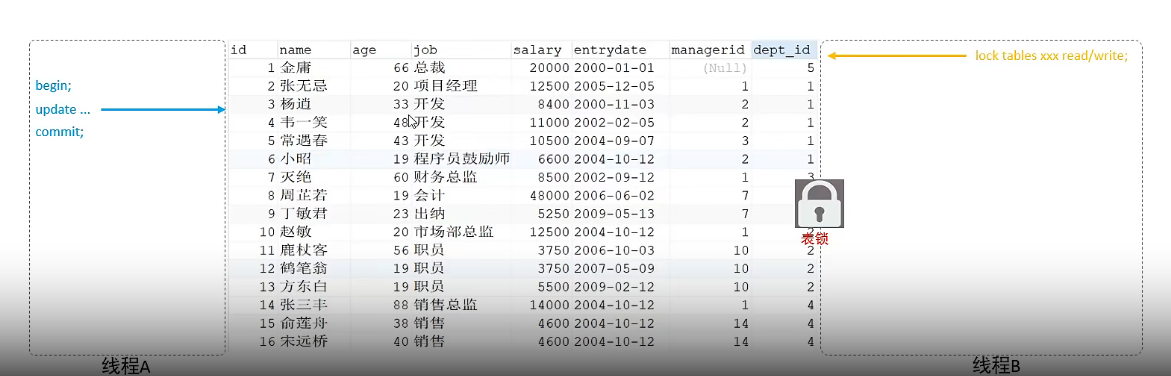 id name age job salary entrydate managerid dept_id
lock tables xxx read/write;
1 金庸 66 总裁 20000 2000-01-01 (Null) 5
begin;
2 张无忌 20 项目经理 12500 2005-12-05 1 1
3 杨逍 33 开发 8400 2000-11-03 2 1
update ...
4 韦一笑 48 开发 11000 2002-02-05 2 1
commit;
5 常遇春 43 开发 10500 2004-09-07 3 1
6 小昭 19 程序员鼓励师 6600 2004-10-12 2 1
7 灭绝 60 财务总监 8500 2002-09-12 1 3
8 周芷若 19 会计 48000 2006-06-02 7
9 丁敏君 23 出纳 5250 2009-05-13 7
10 赵敏 20 市场部总监 12500 2004-10-12 1 2
表锁
11 鹿杖客 56 职员 3750 2006-10-03 10 2
12 鹤笔翁 19 职员 3750 2007-05-09 10 2
13 方东白 19 职员 5500 2009-02-12 10 2
14 张三丰 88 销售总监 14000 2004-10-12 1 4
15 俞莲舟 38 销售 4600 2004-10-12 14 4
16 宋远桥 40 销售 4600 2004-10-12 14 4
线程A
线程B